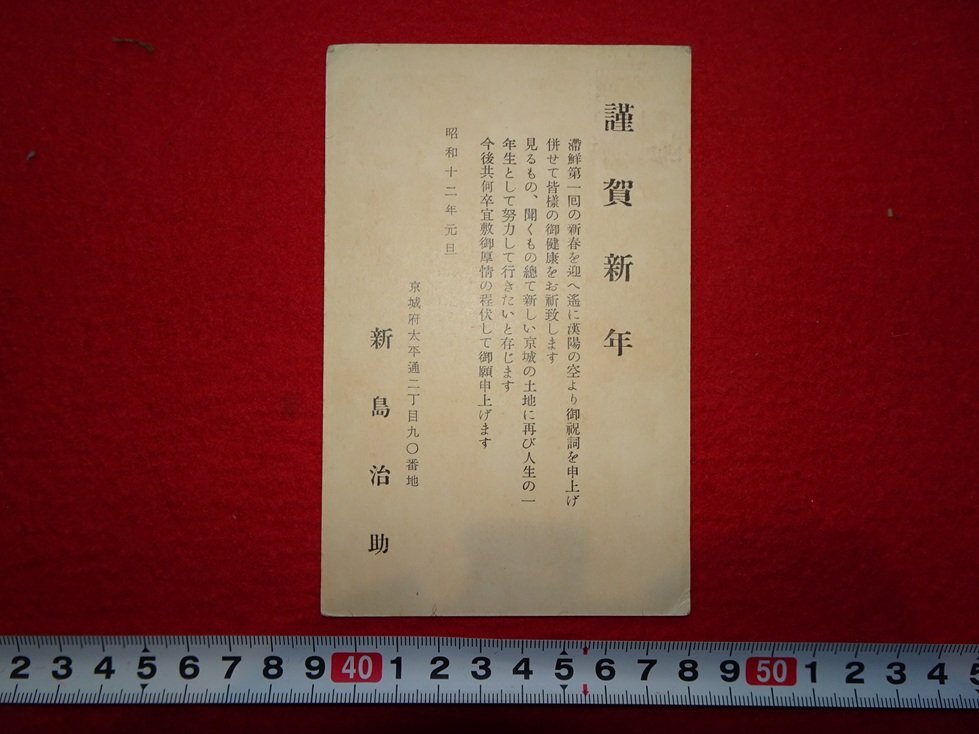 謹賀新年
滯鮮第一囘の新春を迎へ遙に漢陽の空より御祝詞を申上げ
併せて皆樣の御健康をお祈致します
見るもの、聞くもの總て新しい京城の土地に再び人生の一
年生として努力して行きたいと存じます
今後共何卒宜敷御厚情の程伏して御願申上げます
昭和十二年元旦
京城府太平通二丁目九〇番地
新島治助
2 3 4 5 6 7 8 9 40 1 2 3 4 5 6 7 8 9 50 1 2 3 4 5